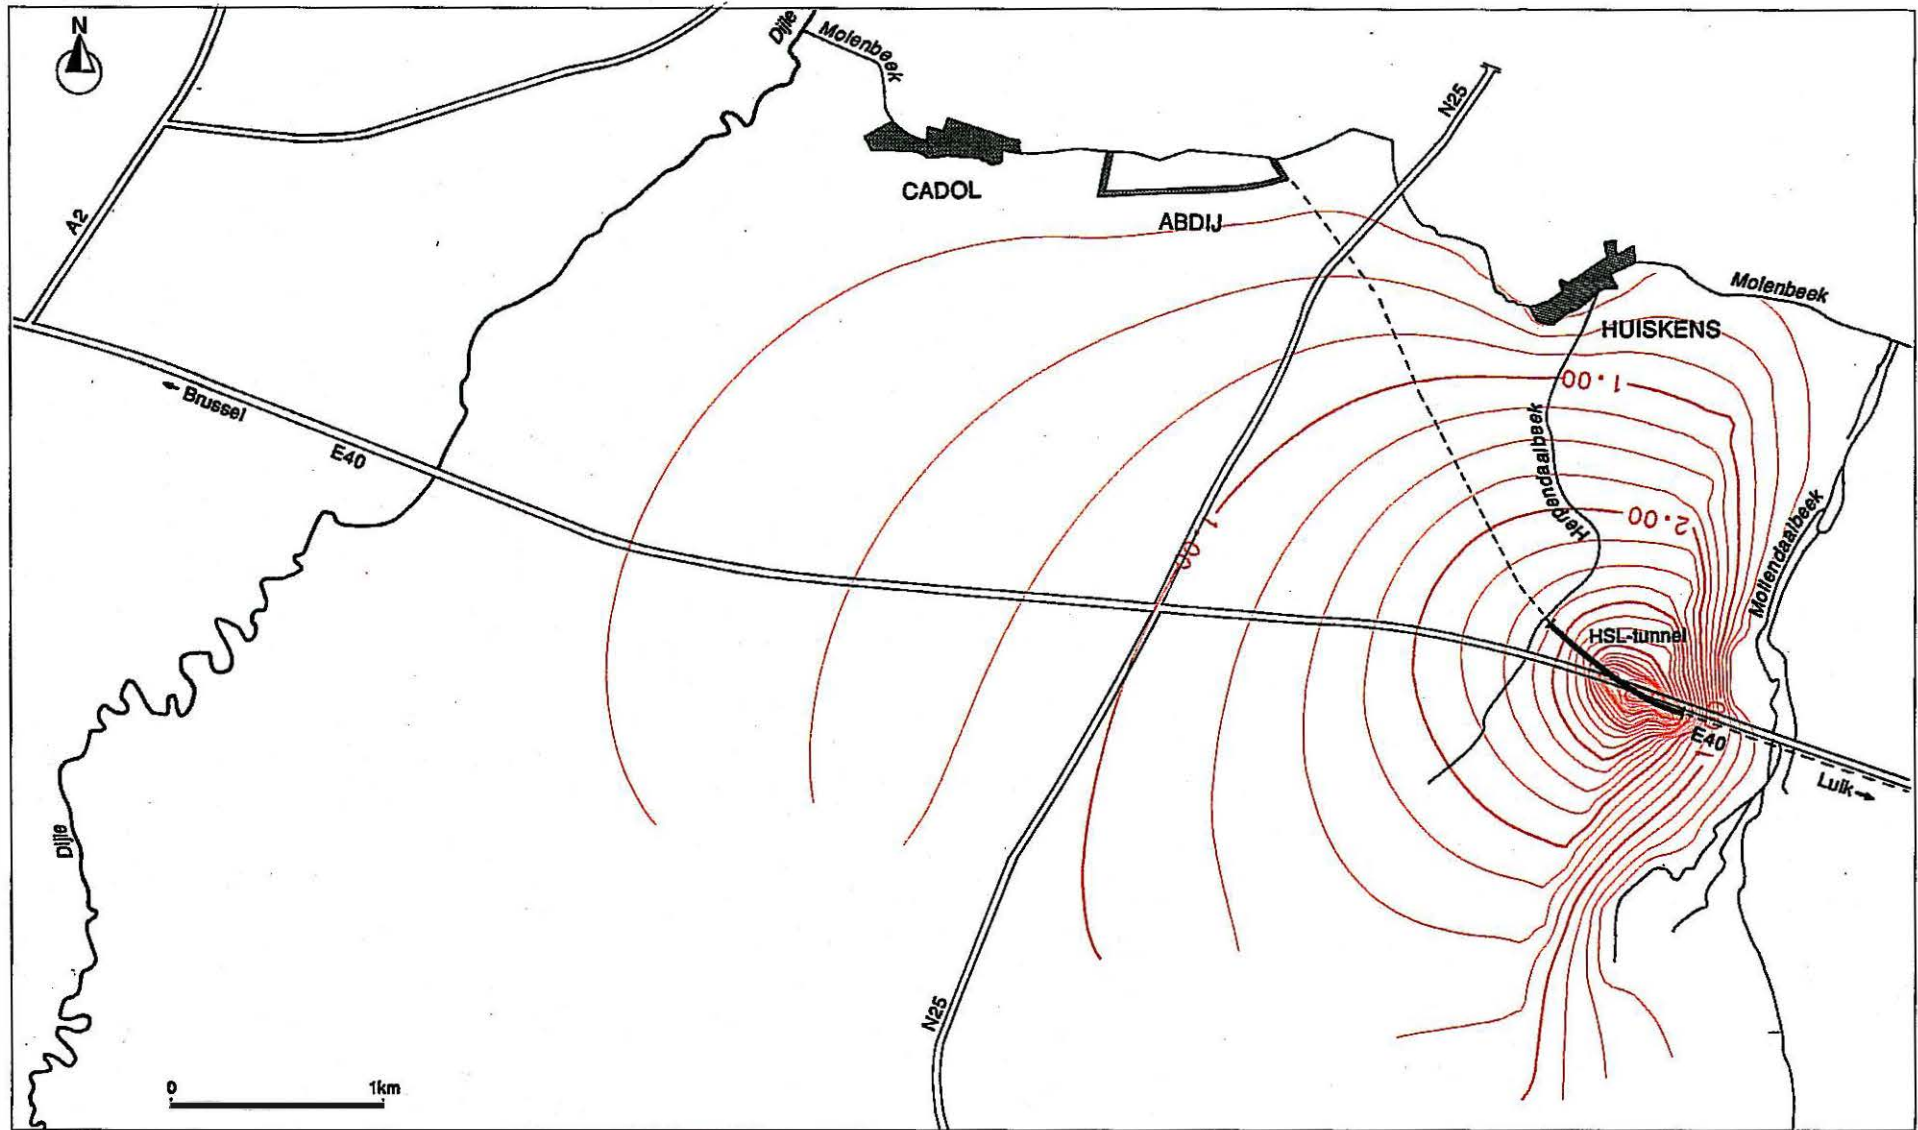 N
Dijle
Molenbeek
N25
A2
CADOL
ABDIJ
Molenbeek
HUISKENS
← Brussel
E40
1.00
Herpendaalbeek
2.00
1.00
Mollendaalbeek
HSL-tunnel
E40
Luik →
Dijle
N25
0 1km